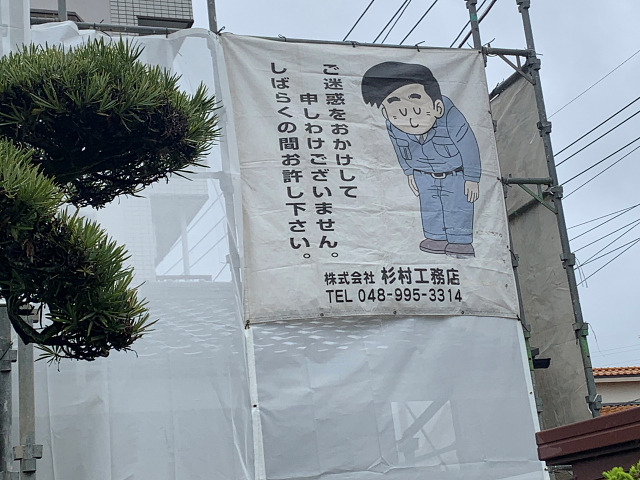 ご迷惑をおかけして
申しわけございません。
しばらくの間お許し下さい。
株式会社 杉村工務店
TEL 048-995-3314